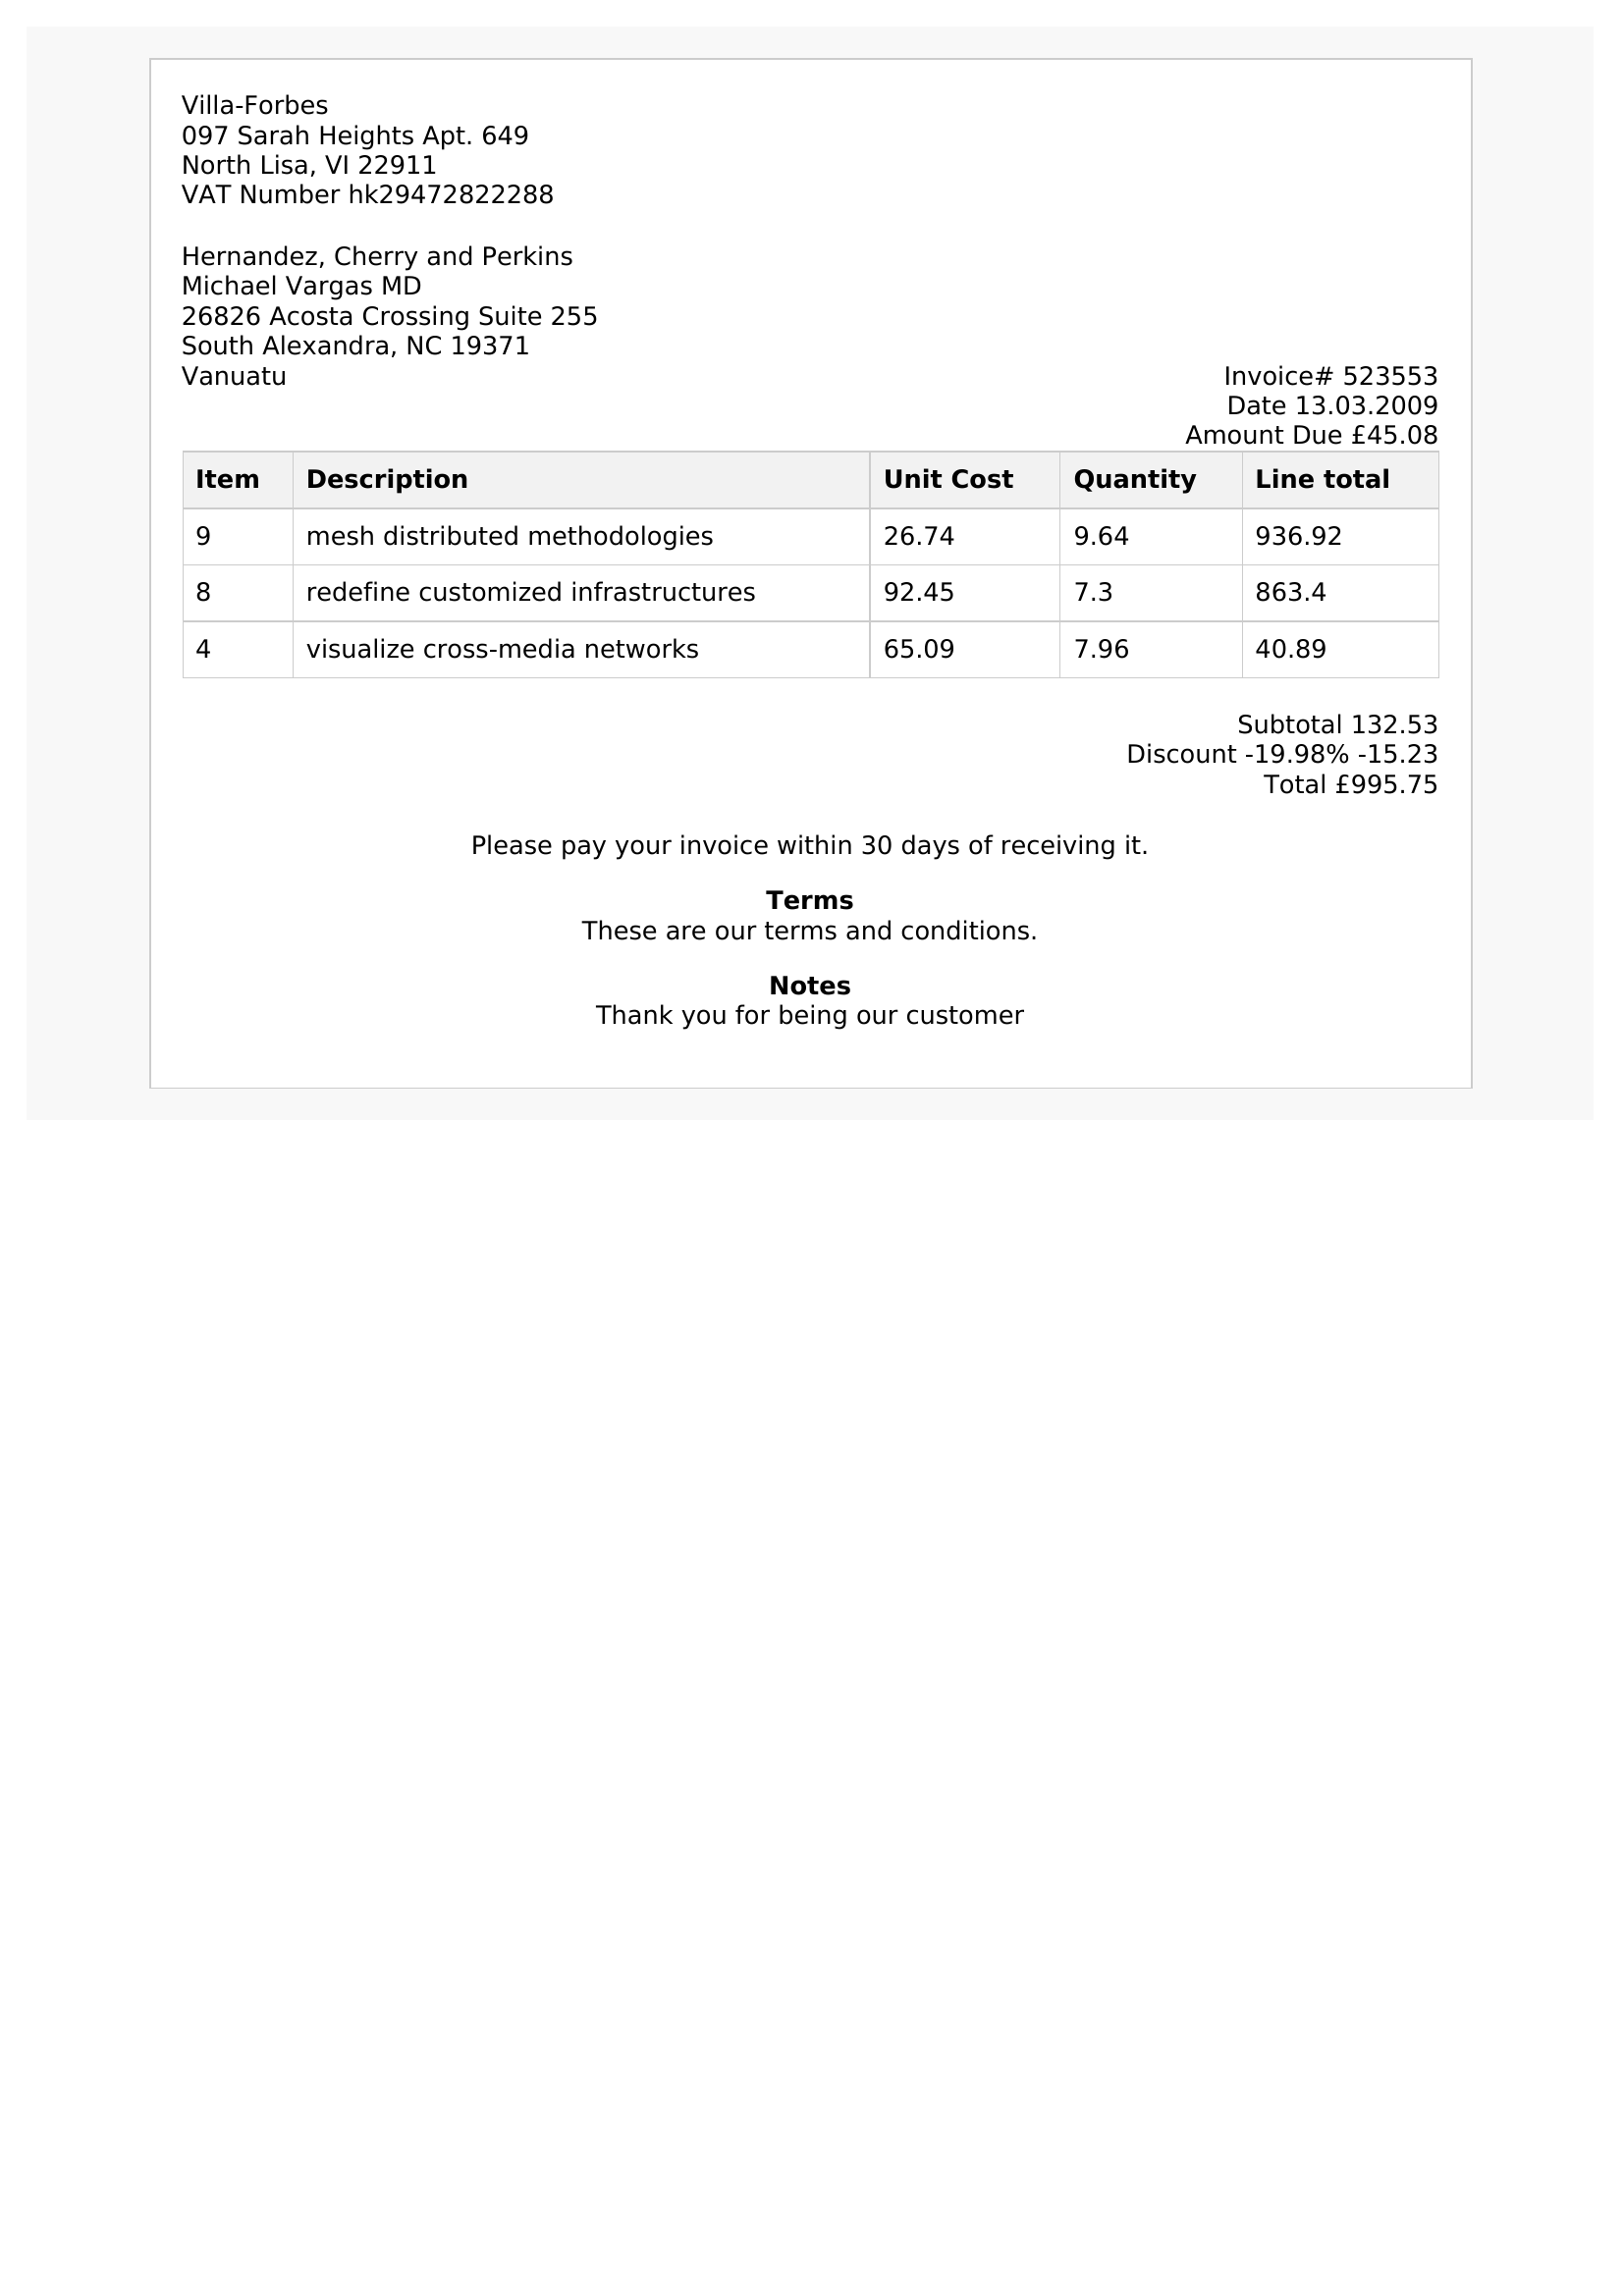 Villa-Forbes
097 Sarah Heights Apt. 649
North Lisa, VI 22911
VAT Number hk29472822288
Hernandez, Cherry and Perkins
Michael Vargas MD
26826 Acosta Crossing Suite 255
South Alexandra, NC 19371
Vanuatu
Invoice# 523553
Date 13.03.2009
Amount Due £45.08
Item Description Unit Cost Quantity Line total
9 mesh distributed methodologies 26.74 9.64 936.92
8 redefine customized infrastructures 92.45 7.3 863.4
4 visualize cross-media networks 65.09 7.96 40.89
Subtotal 132.53
Discount -19.98% -15.23
Total £995.75
Please pay your invoice within 30 days of receiving it.
Terms
These are our terms and conditions.
Notes
Thank you for being our customer